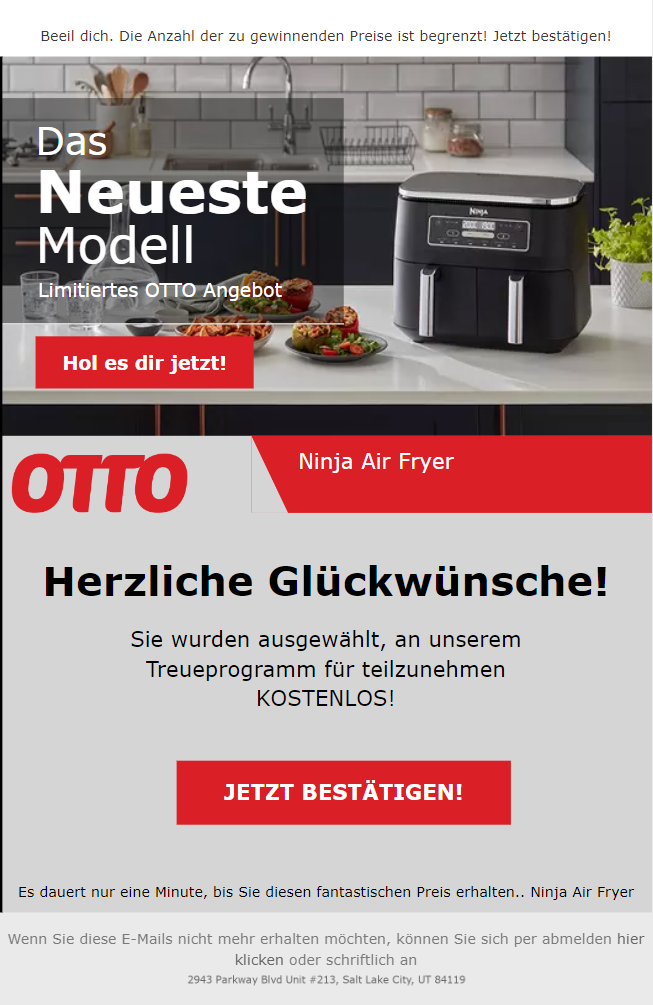 Beeil dich. Die Anzahl der zu gewinnenden Preise ist begrenzt! Jetzt bestätigen!
Das
Neueste
Modell
Limitiertes OTTO Angebot
Hol es dir jetzt!
NINJA
OTTO
Ninja Air Fryer
Herzliche Glückwünsche!
Sie wurden ausgewählt, an unserem
Treueprogramm für teilzunehmen
KOSTENLOS!
JETZT BESTÄTIGEN!
Es dauert nur eine Minute, bis Sie diesen fantastischen Preis erhalten.. Ninja Air Fryer
Wenn Sie diese E-Mails nicht mehr erhalten möchten, können Sie sich per abmelden hier
klicken oder schriftlich an
2943 Parkway Blvd Unit #213, Salt Lake City, UT 84119